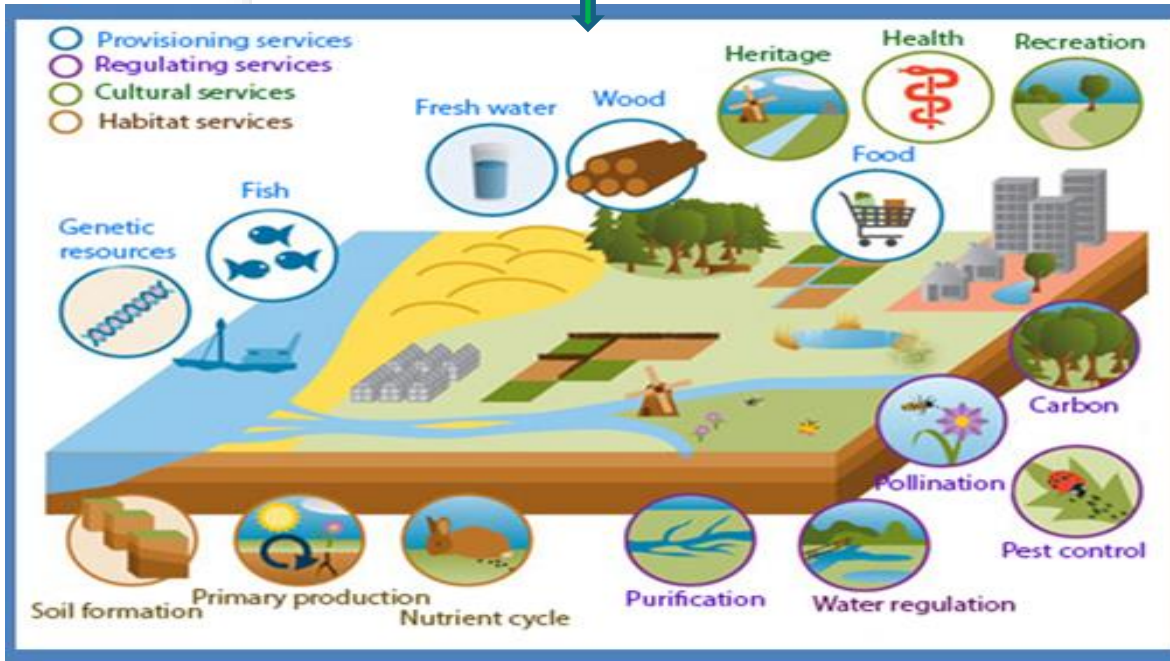 Provisioning services
Regulating services
Cultural services
Habitat services
Heritage
Health
Recreation
Fresh water
Wood
Food
Fish
Genetic
resources
Carbon
Pollination
Pest control
Soil formation
Primary production
Nutrient cycle
Purification
Water regulation